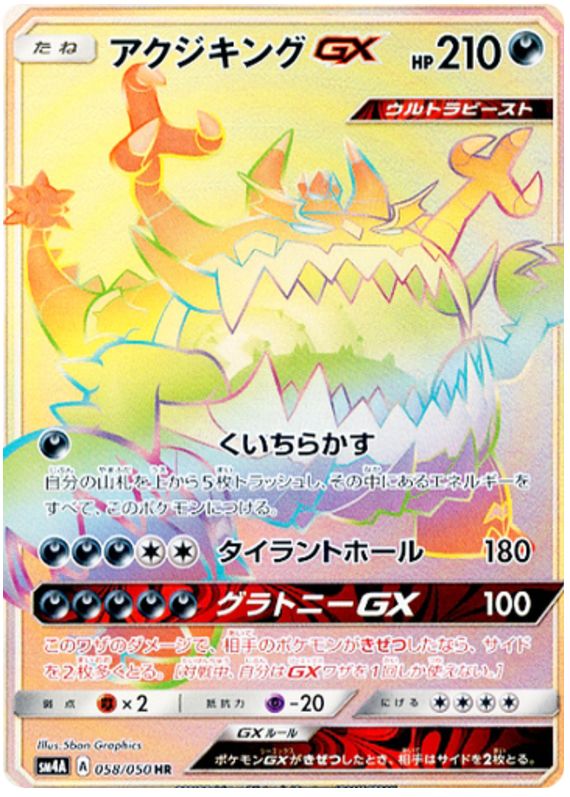 たね アクジキングGX HP210
ウルトラビースト
くいちらかす
自分の山札を上から5枚トラッシュし、その中にあるエネルギーを
すべて、このポケモンにつける。
タイラントホール 180
グラトニーGX 100
このワザのダメージで、相手のポケモンがきぜつしたなら、サイド
を2枚多くとる。[対戦中、自分はGXワザを1回しか使えない。]
弱点 ×2 抵抗力 -20 にげる
GXルール
Illus. 5ban Graphics
ポケモンGXがきぜつしたとき、相手はサイドを2枚とる。
SM4A A 058/050 HR